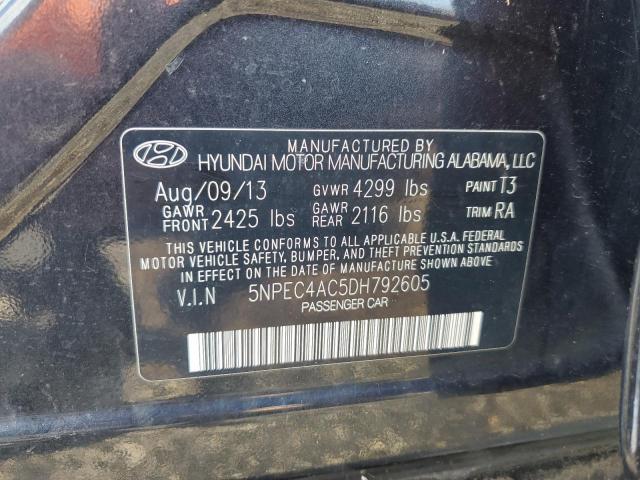 MANUFACTURED BY
HYUNDAI MOTOR MANUFACTURING ALABAMA, LLC
Aug/09/13 GVWR 4299 lbs PAINT T3
GAWR FRONT 2425 lbs GAWR REAR 2116 lbs TRIM RA
THIS VEHICLE CONFORMS TO ALL APPLICABLE U.S.A. FEDERAL
MOTOR VEHICLE SAFETY, BUMPER, AND THEFT PREVENTION STANDARDS
IN EFFECT ON THE DATE OF MANUFACTURE SHOWN ABOVE
V.I.N 5NPEC4AC5DH792605
PASSENGER CAR